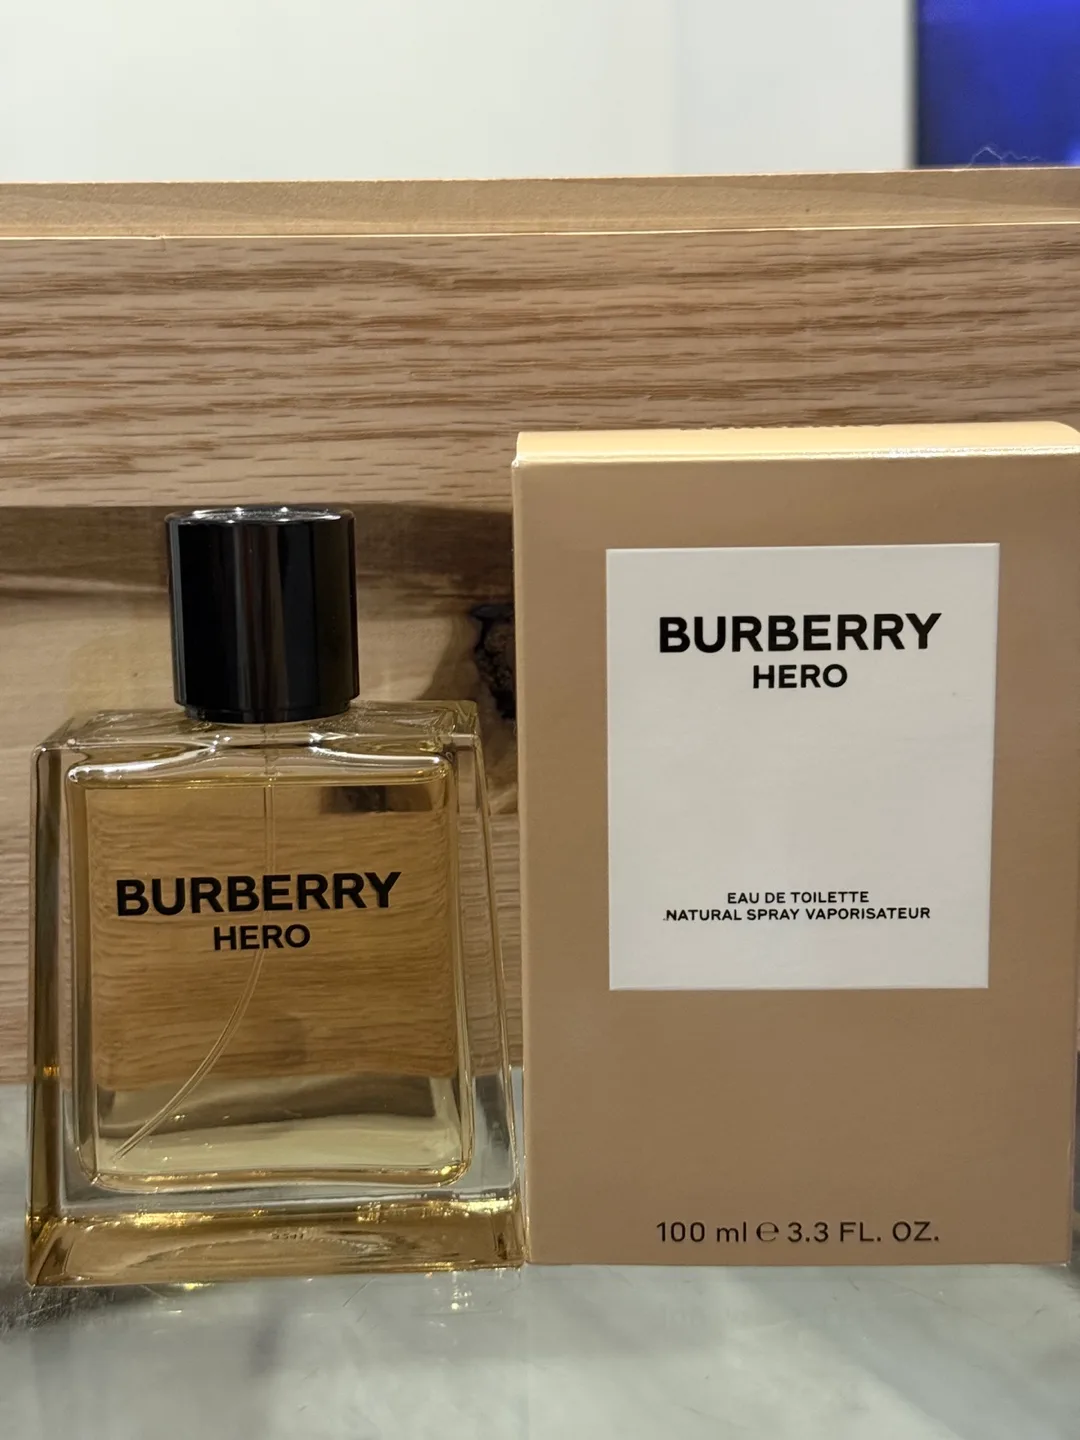 BURBERRY
HERO
BURBERRY
HERO
EAU DE TOILETTE
NATURAL SPRAY VAPORISATEUR
100 ml ℮ 3.3 FL. OZ.